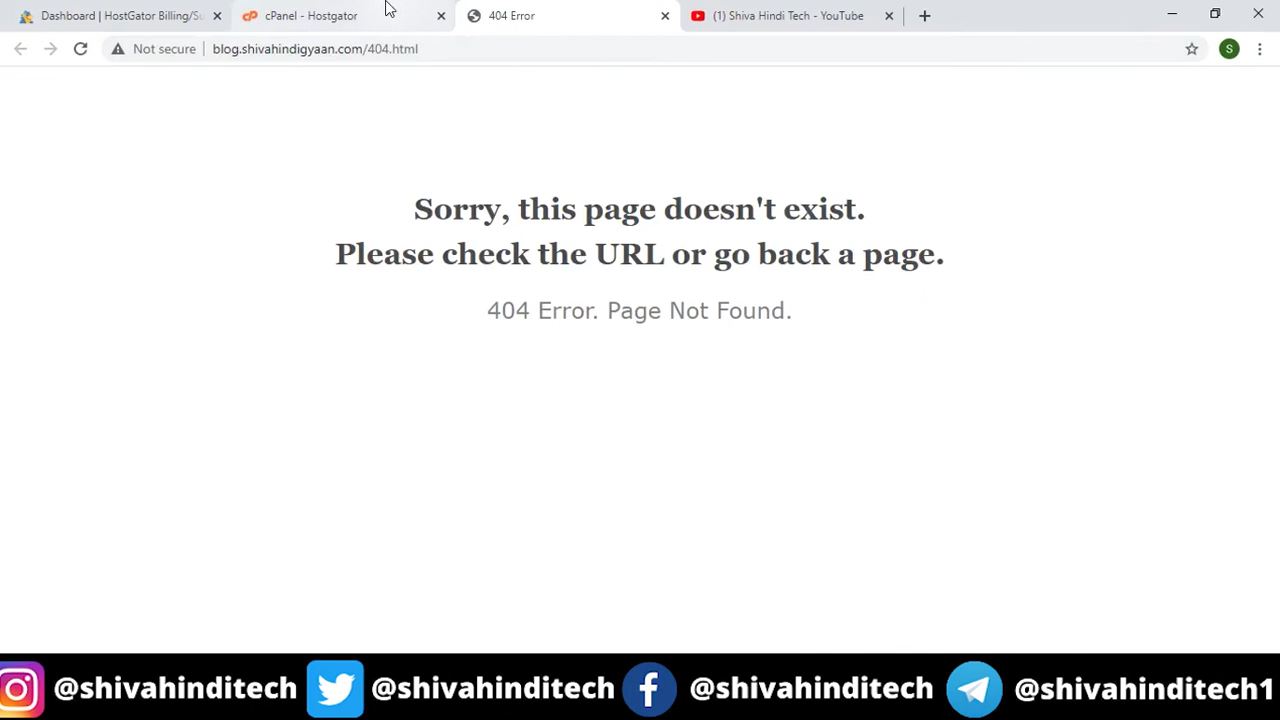 Dashboard | HostGator Billing/Su
cPanel - Hostgator
404 Error
(1) Shiva Hindi Tech - YouTube
Not secure
blog.shivahindigyaan.com/404.html
S
Sorry, this page doesn't exist.
Please check the URL or go back a page.
404 Error. Page Not Found.
@shivahinditech
@shivahinditech
@shivahinditech
@shivahinditech1